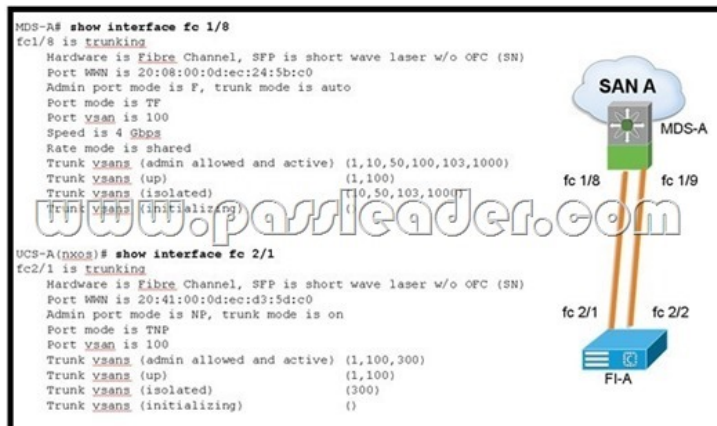 MDS-A# show interface fc 1/8
fc1/8 is trunking
Hardware is Fibre Channel, SFP is short wave laser w/o OFC (SN)
Port WWN is 20:08:00:0d:ec:24:5b:c0
Admin port mode is F, trunk mode is auto
Port mode is TF
Port vsan is 100
Speed is 4 Gbps
Rate mode is shared
Trunk vsans (admin allowed and active) (1,10,50,100,103,1000)
Trunk vsans (up) (1,100)
Trunk vsans (isolated) (10,50,103,1000)
Trunk vsans (initializing) ()
www.passleader.com
UCS-A(nxos)# show interface fc 2/1
fc2/1 is trunking
Hardware is Fibre Channel, SFP is short wave laser w/o OFC (SN)
Port WWN is 20:41:00:0d:ec:d3:5d:c0
Admin port mode is NP, trunk mode is on
Port mode is TNP
Port vsan is 100
Trunk vsans (admin allowed and active) (1,100,300)
Trunk vsans (up) (1,100)
Trunk vsans (isolated) (300)
Trunk vsans (initializing) ()
SAN A
MDS-A
fc 1/8 fc 1/9
fc 2/1 fc 2/2
FI-A